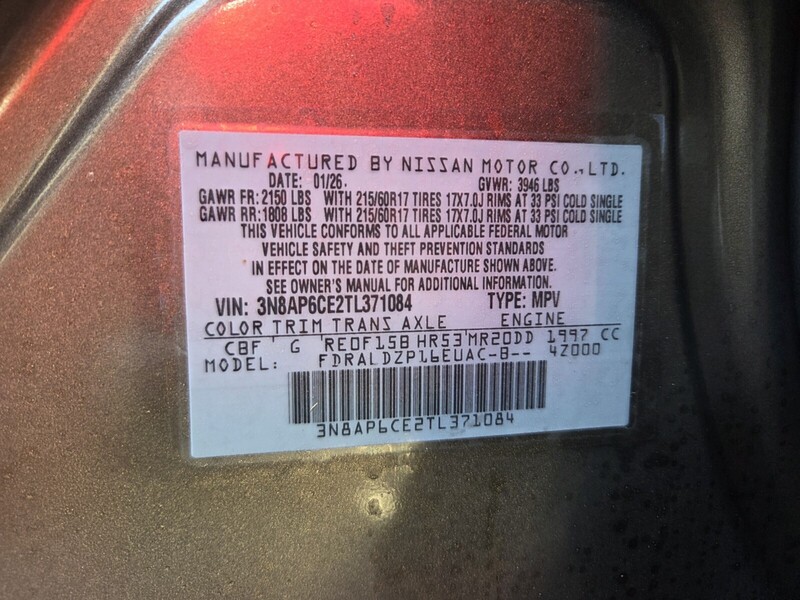 MANUFACTURED BY NISSAN MOTOR CO., LTD.
DATE: 01/26. GVWR: 3946 LBS
GAWR FR: 2150 LBS WITH 215/60R17 TIRES 17X7.0J RIMS AT 33 PSI COLD SINGLE
GAWR RR: 1808 LBS WITH 215/60R17 TIRES 17X7.0J RIMS AT 33 PSI COLD SINGLE
THIS VEHICLE CONFORMS TO ALL APPLICABLE FEDERAL MOTOR
VEHICLE SAFETY AND THEFT PREVENTION STANDARDS
IN EFFECT ON THE DATE OF MANUFACTURE SHOWN ABOVE.
SEE OWNER'S MANUAL FOR ADDITIONAL INFORMATION.
VIN: 3N8AP6CE2TL371084 TYPE: MPV
COLOR TRIM TRANS AXLE ENGINE
CBF G RE0F15B HR53 MR20DD 1997 CC
MODEL: FDRALDZP16EUAC-B-- 4Z000
3N8AP6CE2TL371084